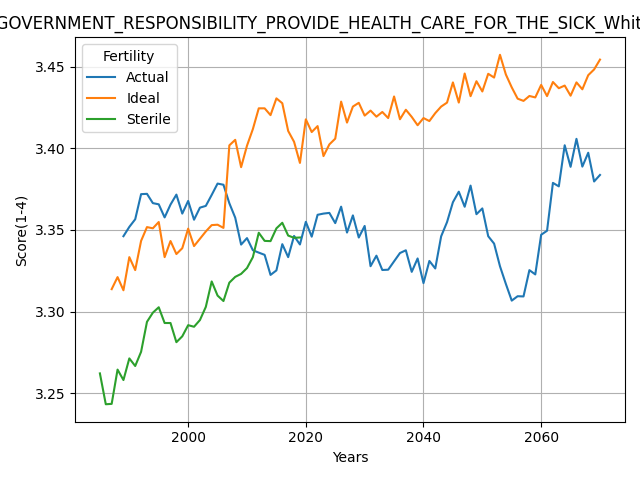 GOVERNMENT_RESPONSIBILITY_PROVIDE_HEALTH_CARE_FOR_THE_SICK_Whit
Fertility
Actual
Ideal
Sterile
3.45
3.40
3.35
3.30
3.25
Score(1-4)
2000 2020 2040 2060
Years